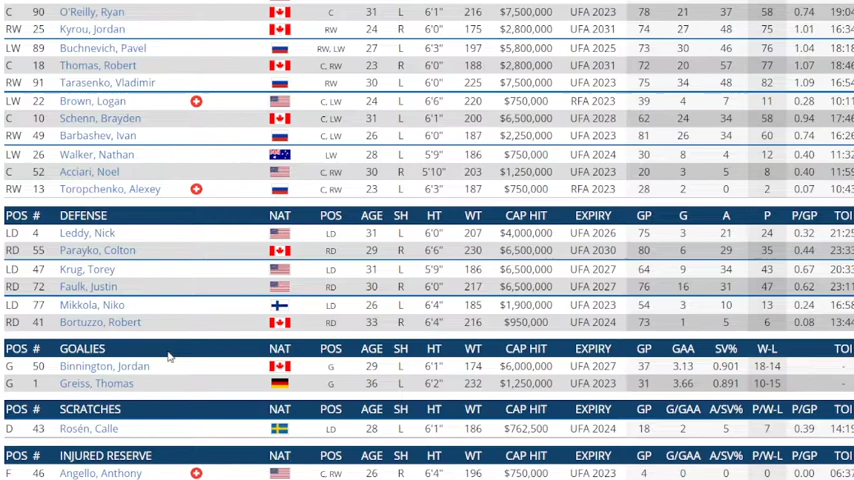 C 90 O'Reilly, Ryan C 31 L 6'1" 216 $7,500,000 UFA 2023 78 21 37 58 0.74 19:04
RW 25 Kyrou, Jordan RW 24 R 6'0" 175 $2,800,000 UFA 2031 74 27 48 75 1.01 16:34
LW 89 Buchnevich, Pavel RW, LW 27 L 6'3" 197 $5,800,000 UFA 2025 73 30 46 76 1.04 18:18
C 18 Thomas, Robert C, RW 23 R 6'0" 188 $2,800,000 UFA 2031 72 20 57 77 1.07 18:46
RW 91 Tarasenko, Vladimir RW 30 L 6'0" 225 $7,500,000 UFA 2023 75 34 48 82 1.09 16:54
LW 22 Brown, Logan C, LW 24 L 6'6" 220 $750,000 RFA 2023 39 4 7 11 0.28 10:11
C 10 Schenn, Brayden C, LW 31 L 6'1" 200 $6,500,000 UFA 2028 62 24 34 58 0.94 17:46
RW 49 Barbashev, Ivan C, LW 26 L 6'0" 187 $2,250,000 UFA 2023 81 26 34 60 0.74 16:26
LW 26 Walker, Nathan LW 28 L 5'9" 186 $750,000 UFA 2024 30 8 4 12 0.40 11:32
C 52 Acciari, Noel C, RW 30 R 5'10" 203 $1,250,000 UFA 2023 20 3 5 8 0.40 11:59
RW 13 Toropchenko, Alexey C, RW 23 L 6'3" 187 $750,000 RFA 2023 28 2 0 2 0.07 10:43
POS # DEFENSE NAT POS AGE SH HT WT CAP HIT EXPIRY GP G A P P/GP TOI
LD 4 Leddy, Nick LD 31 L 6'0" 207 $4,000,000 UFA 2026 75 3 21 24 0.32 21:25
RD 55 Parayko, Colton RD 29 R 6'6" 230 $6,500,000 UFA 2030 80 6 29 35 0.44 23:33
LD 47 Krug, Torey LD 31 L 5'9" 186 $6,500,000 UFA 2027 64 9 34 43 0.67 20:33
RD 72 Faulk, Justin RD 30 R 6'0" 217 $6,500,000 UFA 2027 76 16 31 47 0.62 23:11
LD 77 Mikkola, Niko LD 26 L 6'4" 185 $1,900,000 UFA 2023 54 3 10 13 0.24 16:58
RD 41 Bortuzzo, Robert RD 33 R 6'4" 216 $950,000 UFA 2024 73 1 5 6 0.08 13:44
POS # GOALIES NAT POS AGE SH HT WT CAP HIT EXPIRY GP GAA SV% W-L TOI
G 50 Binnington, Jordan G 29 L 6'1" 174 $6,000,000 UFA 2027 37 3.13 0.901 18-14 -
G 1 Greiss, Thomas G 36 L 6'2" 232 $1,250,000 UFA 2023 31 3.66 0.891 10-15 -
POS # SCRATCHES NAT POS AGE SH HT WT CAP HIT EXPIRY GP G/GAA A/SV% P/W-L P/GP TOI
D 43 Rosén, Calle LD 28 L 6'1" 186 $762,500 UFA 2024 18 2 5 7 0.39 14:19
POS # INJURED RESERVE NAT POS AGE SH HT WT CAP HIT EXPIRY GP G/GAA A/SV% P/W-L P/GP TOI
F 46 Angello, Anthony C, RW 26 R 6'4" 196 $750,000 UFA 2023 4 0 0 0 0.00 06:37